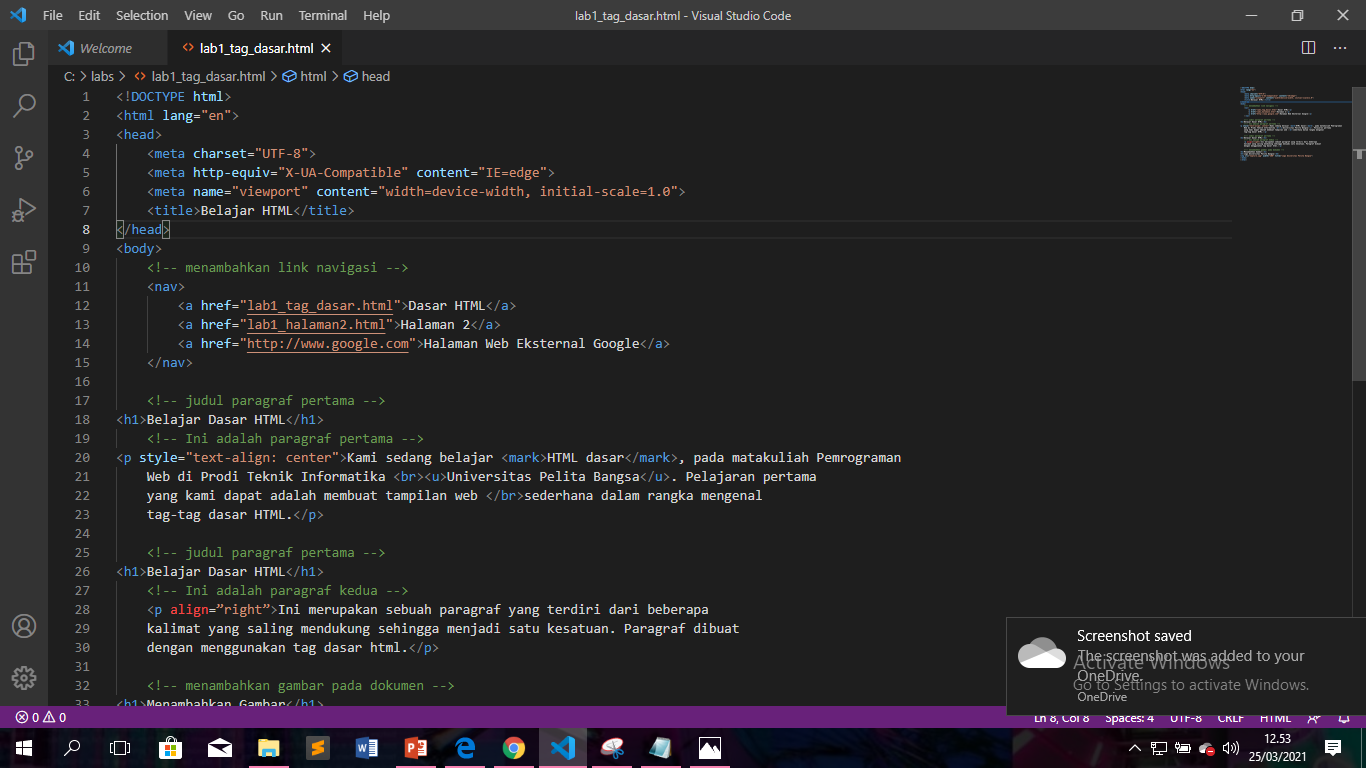 File Edit Selection View Go Run Terminal Help lab1_tag_dasar.html - Visual Studio Code
Welcome lab1_tag_dasar.html
C: > labs > lab1_tag_dasar.html > html > head
1 <!DOCTYPE html>
2 <html lang="en">
3 <head>
4 <meta charset="UTF-8">
5 <meta http-equiv="X-UA-Compatible" content="IE=edge">
6 <meta name="viewport" content="width=device-width, initial-scale=1.0">
7 <title>Belajar HTML</title>
8 </head>
9 <body>
10 <!-- menambahkan link navigasi -->
11 <nav>
12 <a href="lab1_tag_dasar.html">Dasar HTML</a>
13 <a href="lab1_halaman2.html">Halaman 2</a>
14 <a href="http://www.google.com">Halaman Web Eksternal Google</a>
15 </nav>
16
17 <!-- judul paragraf pertama -->
18 <h1>Belajar Dasar HTML</h1>
19 <!-- Ini adalah paragraf pertama -->
20 <p style="text-align: center">Kami sedang belajar <mark>HTML dasar</mark>, pada matakuliah Pemrograman
21 Web di Prodi Teknik Informatika <br><u>Universitas Pelita Bangsa</u>. Pelajaran pertama
22 yang kami dapat adalah membuat tampilan web </br>sederhana dalam rangka mengenal
23 tag-tag dasar HTML.</p>
24
25 <!-- judul paragraf pertama -->
26 <h1>Belajar Dasar HTML</h1>
27 <!-- Ini adalah paragraf kedua -->
28 <p align=”right”>Ini merupakan sebuah paragraf yang terdiri dari beberapa
29 kalimat yang saling mendukung sehingga menjadi satu kesatuan. Paragraf dibuat
30 dengan menggunakan tag dasar html.</p>
31
32 <!-- menambahkan gambar pada dokumen -->
33 <h1>Menambahkan Gambar</h1>
Screenshot saved
The screenshot was added to your
OneDrive.
OneDrive
Activate Windows
Go to Settings to activate Windows.
0 0 Ln 8, Col 8 Spaces: 4 UTF-8 CRLF HTML
12.53
25/03/2021